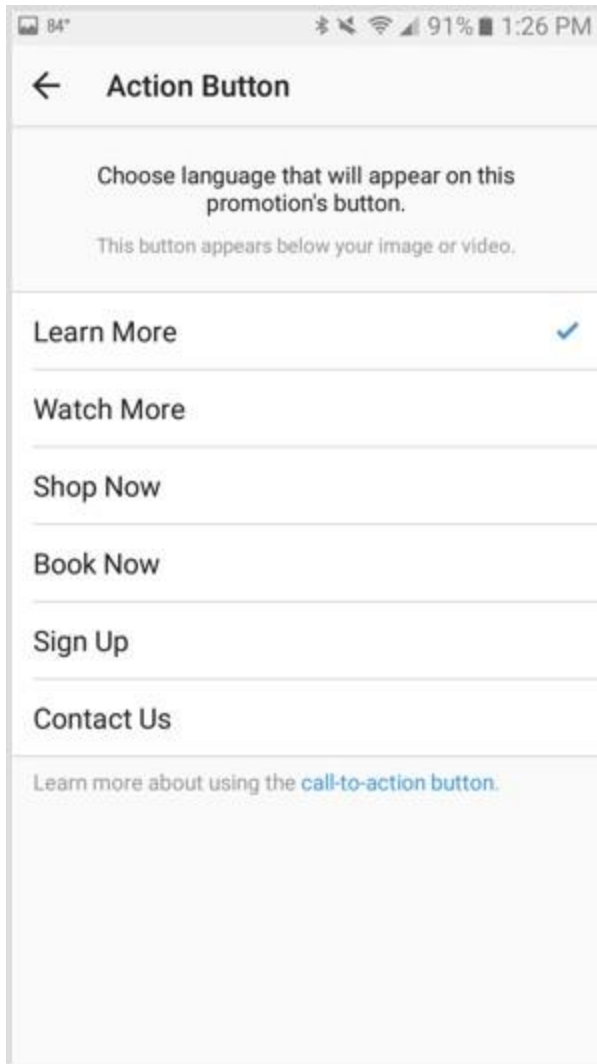 84° 91% 1:26 PM
Action Button
Choose language that will appear on this
promotion's button.
This button appears below your image or video.
Learn More
Watch More
Shop Now
Book Now
Sign Up
Contact Us
Learn more about using the call-to-action button.